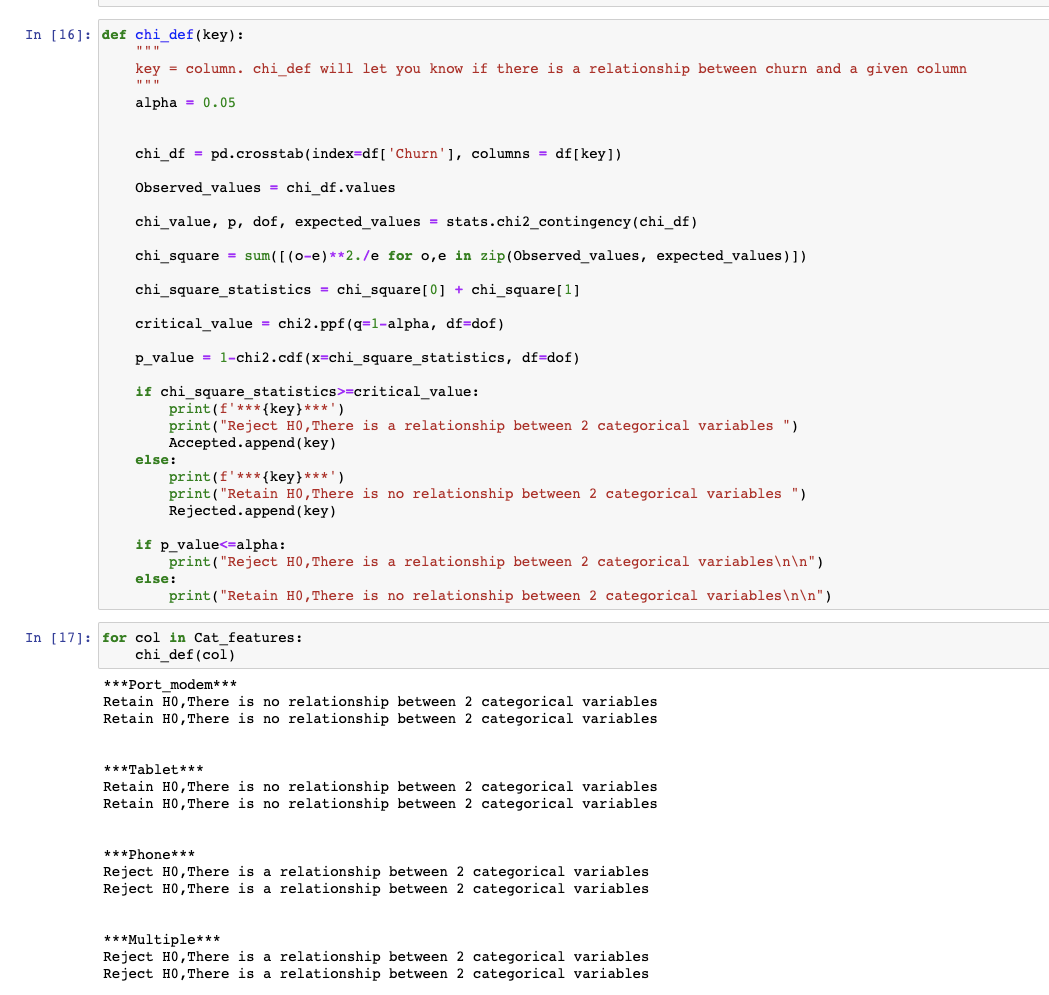 In [16]: def chi_def(key):
"""
key = column. chi_def will let you know if there is a relationship between churn and a given column
"""
alpha = 0.05
chi_df = pd.crosstab(index=df['Churn'], columns = df[key])
Observed_values = chi_df.values
chi_value, p, dof, expected_values = stats.chi2_contingency(chi_df)
chi_square = sum([(o-e)**2./e for o,e in zip(Observed_values, expected_values)])
chi_square_statistics = chi_square[0] + chi_square[1]
critical_value = chi2.ppf(q=1-alpha, df=dof)
p_value = 1-chi2.cdf(x=chi_square_statistics, df=dof)
if chi_square_statistics>=critical_value:
print(f'***{key}***')
print("Reject H0,There is a relationship between 2 categorical variables ")
Accepted.append(key)
else:
print(f'***{key}***')
print("Retain H0,There is no relationship between 2 categorical variables ")
Rejected.append(key)
if p_value<=alpha:
print("Reject H0,There is a relationship between 2 categorical variables\n\n")
else:
print("Retain H0,There is no relationship between 2 categorical variables\n\n")
In [17]: for col in Cat_features:
chi_def(col)
***Port_modem***
Retain H0,There is no relationship between 2 categorical variables
Retain H0,There is no relationship between 2 categorical variables
***Tablet***
Retain H0,There is no relationship between 2 categorical variables
Retain H0,There is no relationship between 2 categorical variables
***Phone***
Reject H0,There is a relationship between 2 categorical variables
Reject H0,There is a relationship between 2 categorical variables
***Multiple***
Reject H0,There is a relationship between 2 categorical variables
Reject H0,There is a relationship between 2 categorical variables